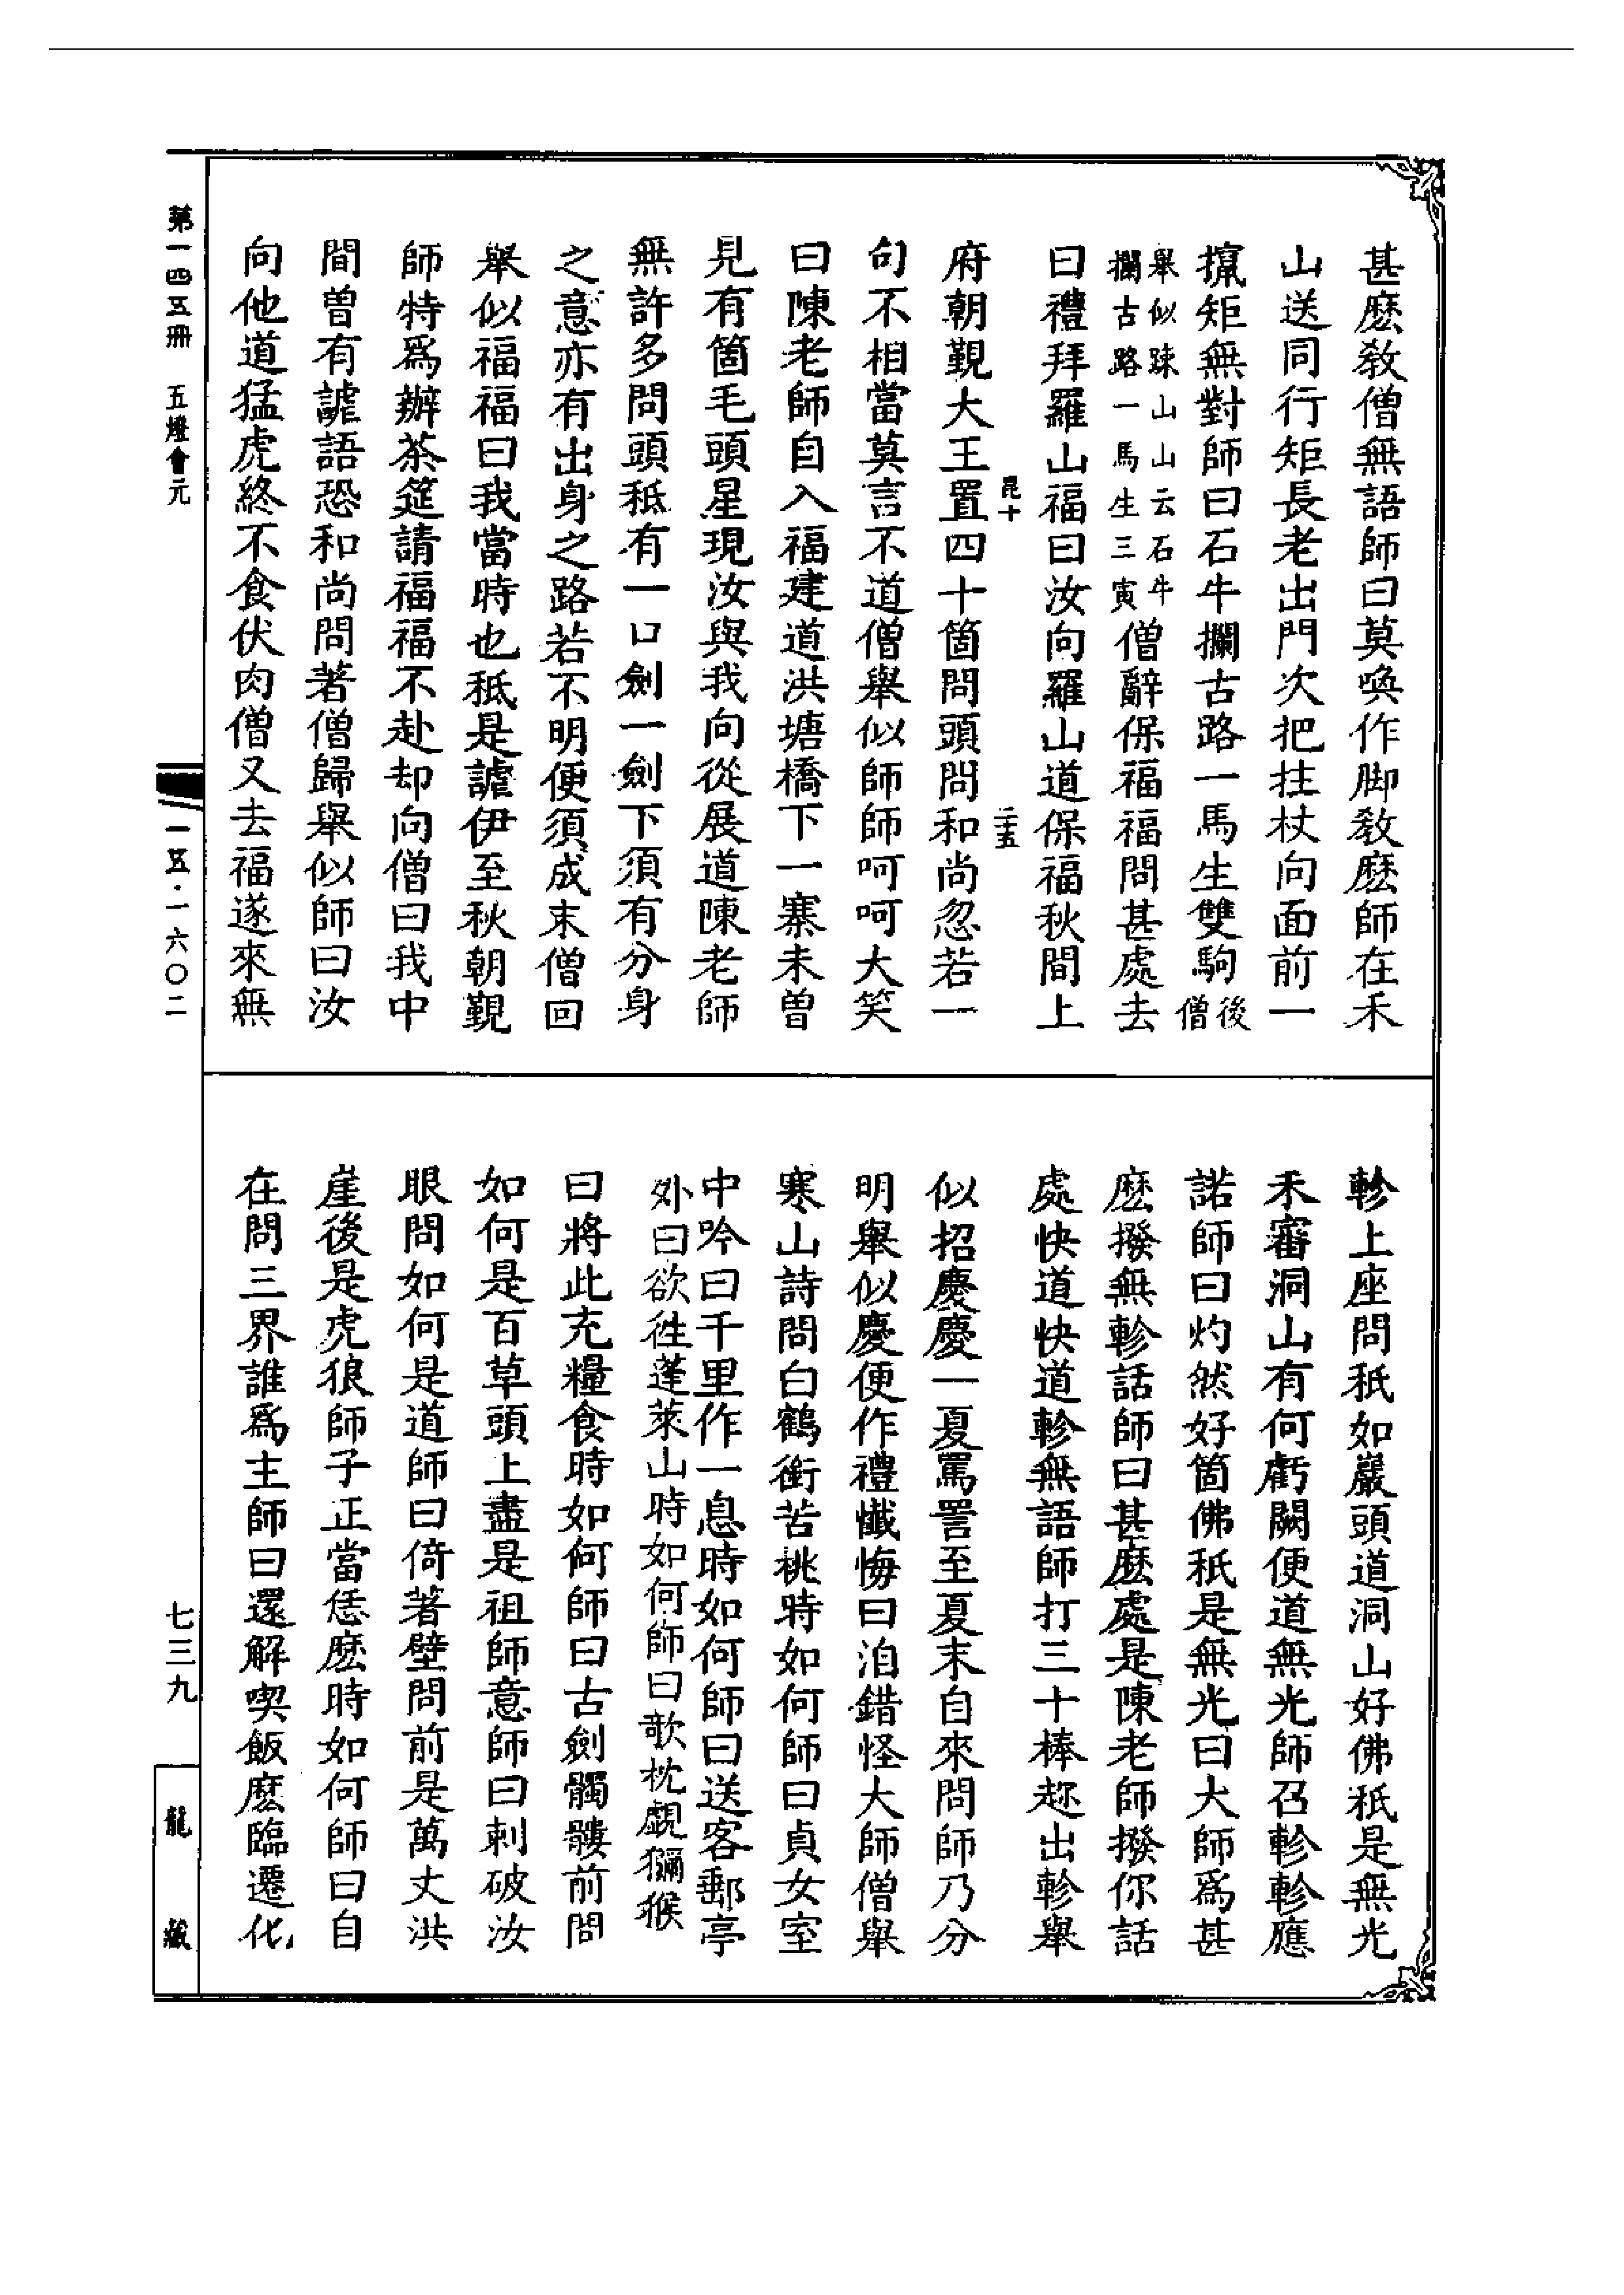 甚麽教僧無語師曰莫喚作脚教麽師在禾
山送同行矩長老出門次把拄杖向面前一
攛矩無對師曰石牛攔古路一馬生雙駒後僧
舉似踈山山云石牛攔古路一馬生三寅僧辭保福福問甚處去
曰禮拜羅山福曰汝向羅山道保福秋間上
昆十 二十五
府朝覲大王置四十箇問頭問和尚忽若一
句不相當莫言不道僧舉似師師呵呵大笑
曰陳老師自入福建道洪塘橋下一寨未曽
見有箇毛頭星現汝與我向從展道陳老師
無許多問頭秪有一口劍一劍下須有分身
之意亦有出身之路若不明便須成末僧回
舉似福福曰我當時也秪是謔伊至秋朝覲
師特爲辦茶筵請福福不赴却向僧曰我中
間曽有謔語恐和尚問著僧歸舉似師曰汝
向他道猛虎終不食伏肉僧又去福遂來無
軫上座問秖如巖頭道洞山好佛秖是無光
未審洞山有何虧闕便道無光師召軫軫應
諾師曰灼然好箇佛秖是無光曰大師爲甚
麽撥無軫話師曰甚麽處是陳老師撥你話
處快道快道軫無語師打三十棒趂出軫舉
似招慶慶一夏罵詈至夏末自來問師乃分
明舉似慶便作禮懺悔曰洎錯怪大師僧舉
寒山詩問白鶴銜苦桃時如何師曰貞女室
中吟曰千里作一息時如何師曰送客郵亭
外曰欲徃蓬萊山時如何師曰欹枕覷獼猴
曰將此充糧食時如何師曰古劍髑髏前問
如何是百草頭上盡是祖師意師曰刺破汝
眼問如何是道師曰倚著壁問前是萬丈洪
崖後是虎狼師子正當恁麽時如何師曰自
在問三界誰爲主師曰還解喫飯麽臨遷化
第一四五冊 五燈會元
一五·一六〇二
七三九
龍藏